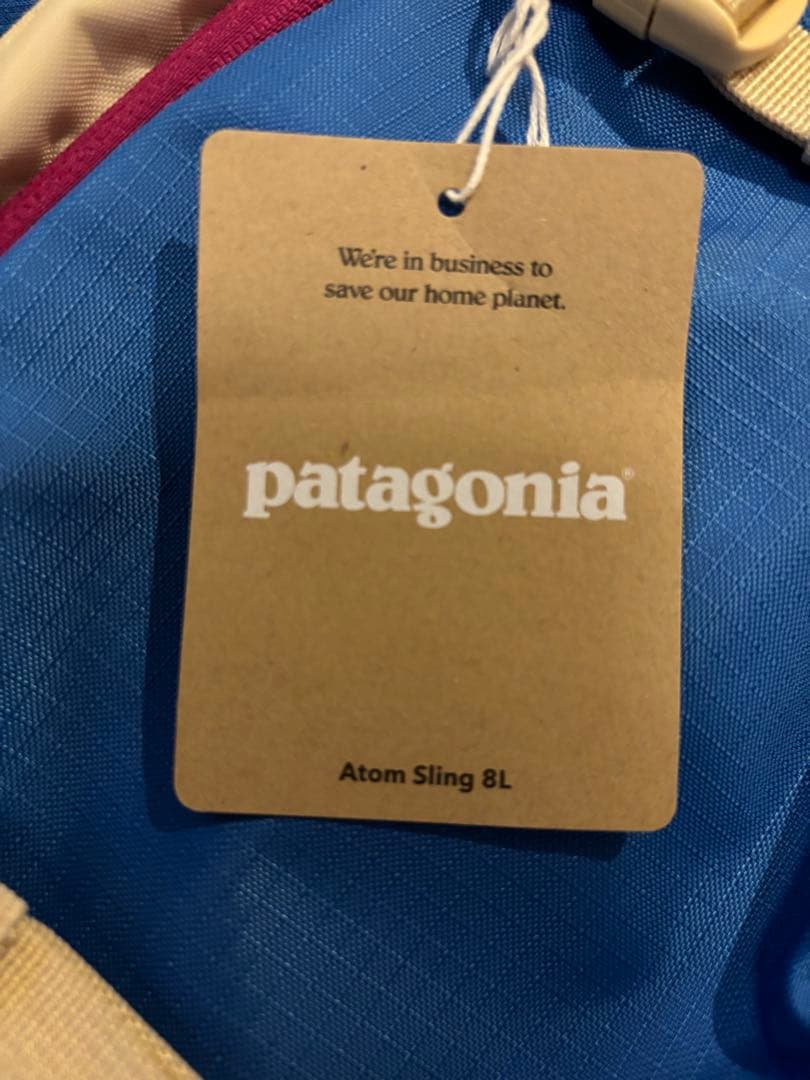 We're in business to
save our home planet.
patagonia®
Atom Sling 8L